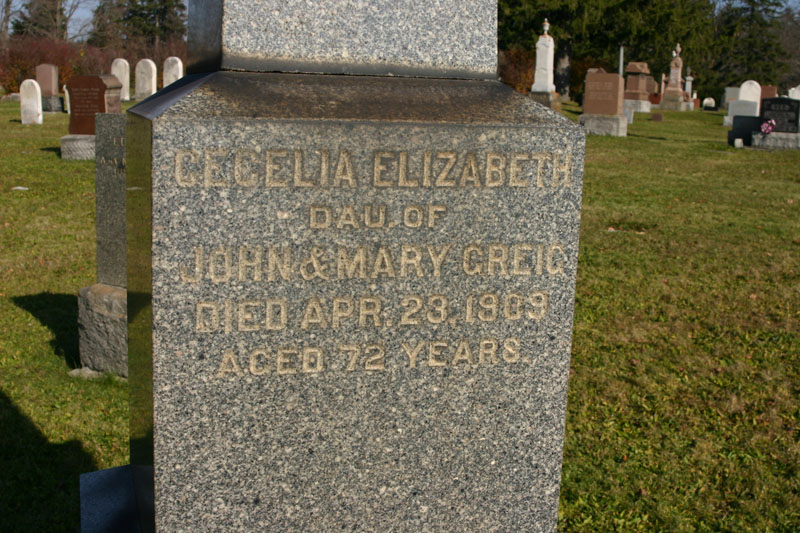 CECELIA ELIZABETH
DAU. OF
JOHN & MARY GREIG
DIED APR. 23, 1909
AGED 72 YEARS.